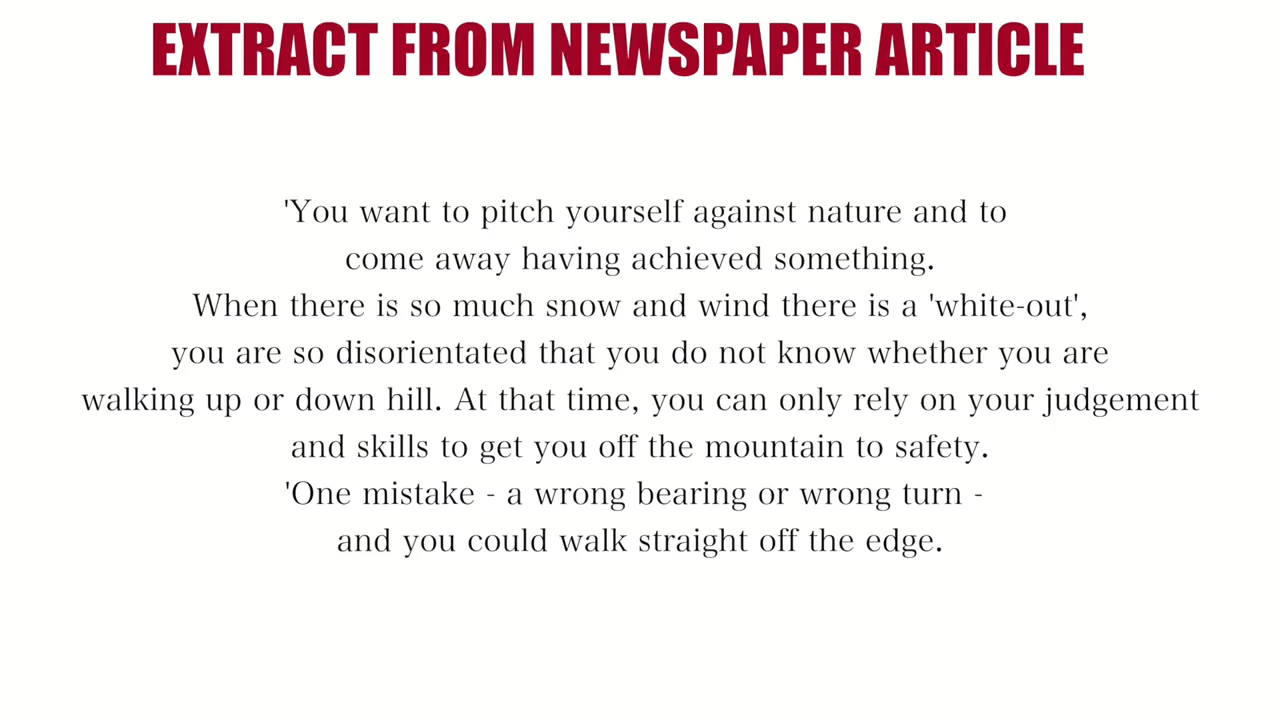 EXTRACT FROM NEWSPAPER ARTICLE
'You want to pitch yourself against nature and to
come away having achieved something.
When there is so much snow and wind there is a 'white-out',
you are so disorientated that you do not know whether you are
walking up or down hill. At that time, you can only rely on your judgement
and skills to get you off the mountain to safety.
'One mistake - a wrong bearing or wrong turn -
and you could walk straight off the edge.